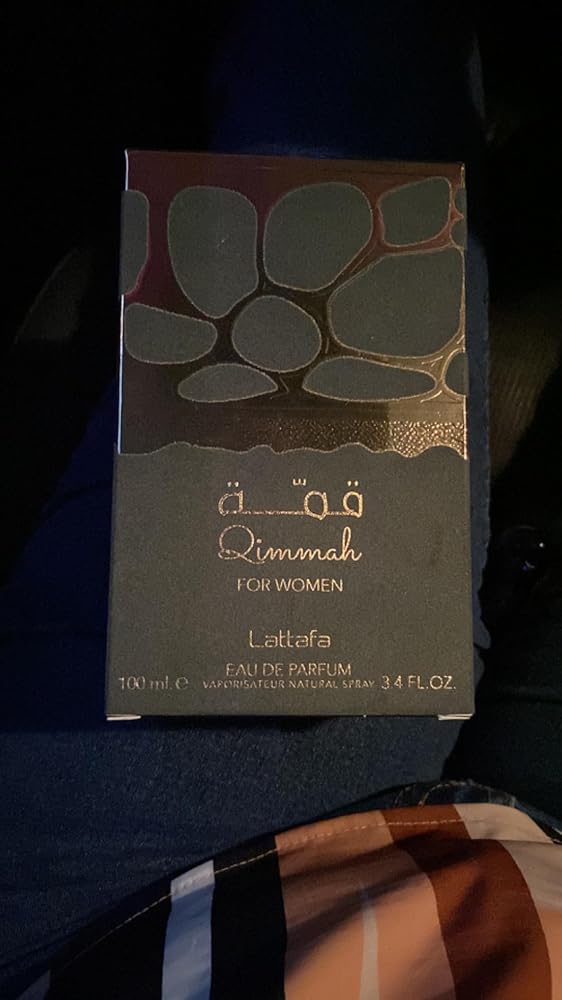 قمّة
Qimmah
FOR WOMEN
Lattafa
EAU DE PARFUM
100 ml. e VAPORISATEUR NATURAL SPRAY 3.4 FL.OZ.